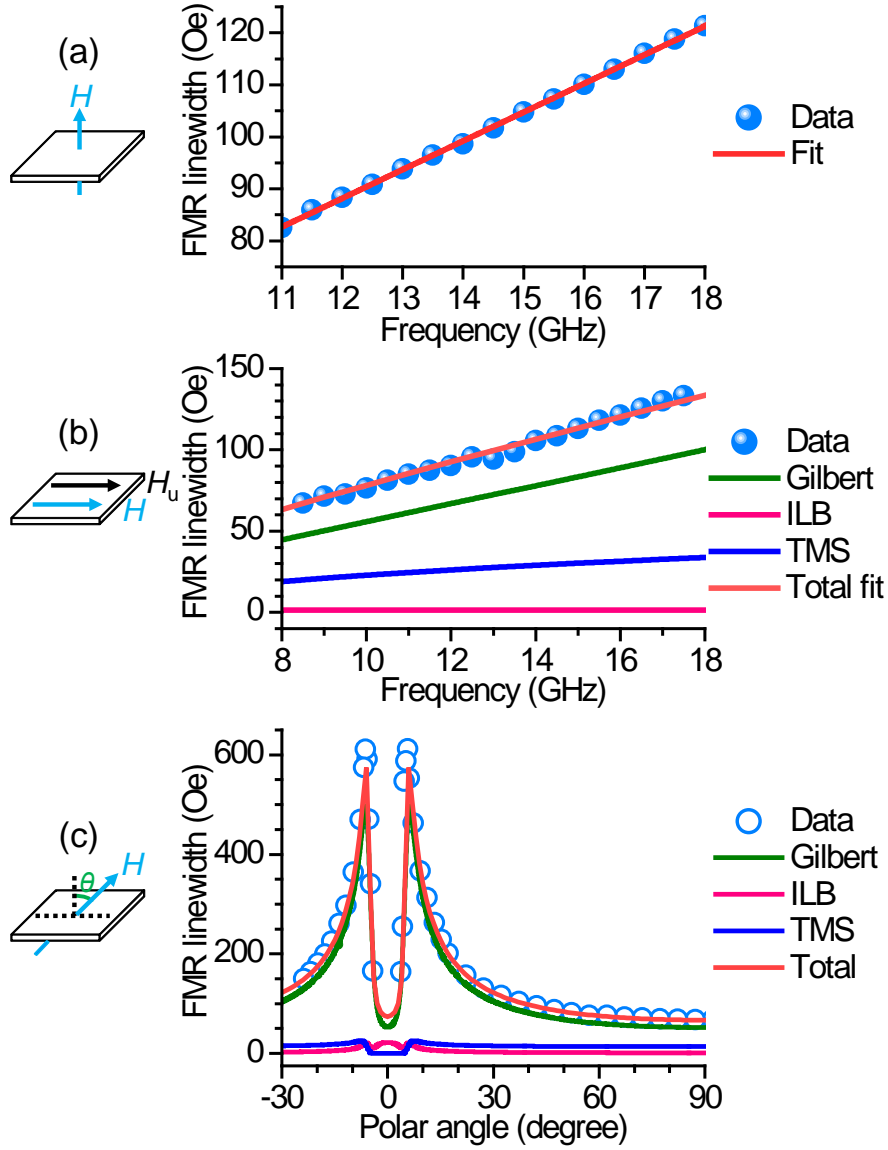 (a)
H
FMR linewidth (Oe)
120
110
100
90
80
11 12 13 14 15 16 17 18
Frequency (GHz)
Data
Fit
(b)
Hu
H
FMR linewidth (Oe)
150
100
50
0
8 10 12 14 16 18
Frequency (GHz)
Data
Gilbert
ILB
TMS
Total fit
(c)
θ
H
FMR linewidth (Oe)
600
400
200
0
-30 0 30 60 90
Polar angle (degree)
Data
Gilbert
ILB
TMS
Total